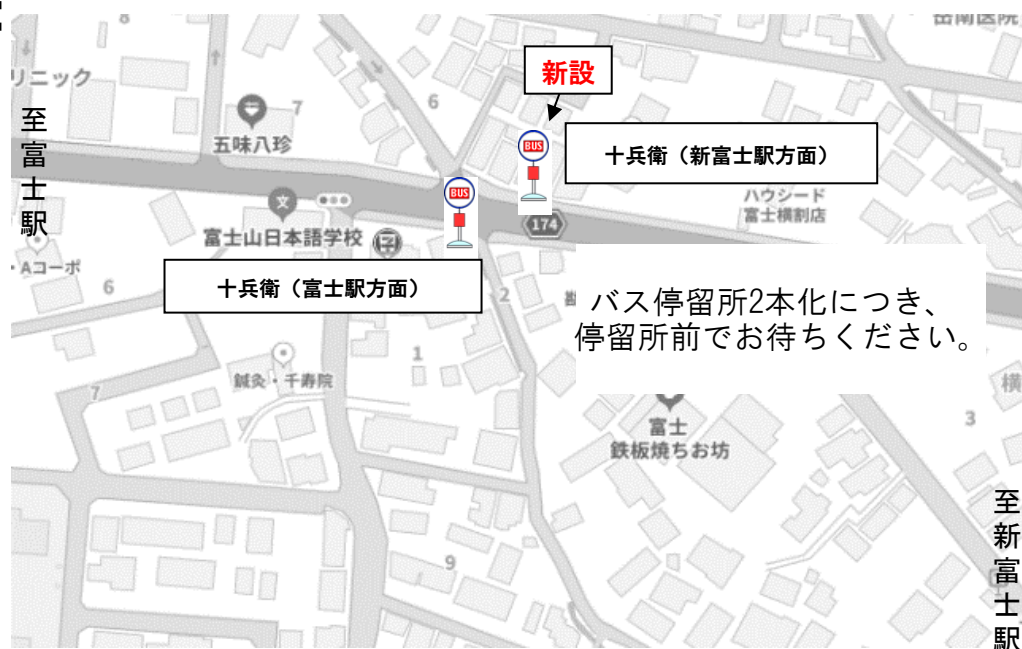 8
岳南医院
リニック
新設
至富士駅
7
6
五味八珍
BUS
十兵衛（新富士駅方面）
BUS
ハウシード
富士横割店
文
174
富士山日本語学校
・Aコーポ
十兵衛（富士駅方面）
6
2
バス停留所2本化につき、
停留所前でお待ちください。
1
鍼灸・千寿院
7
横
3
富士
鉄板焼ちお坊
至新富士駅
9